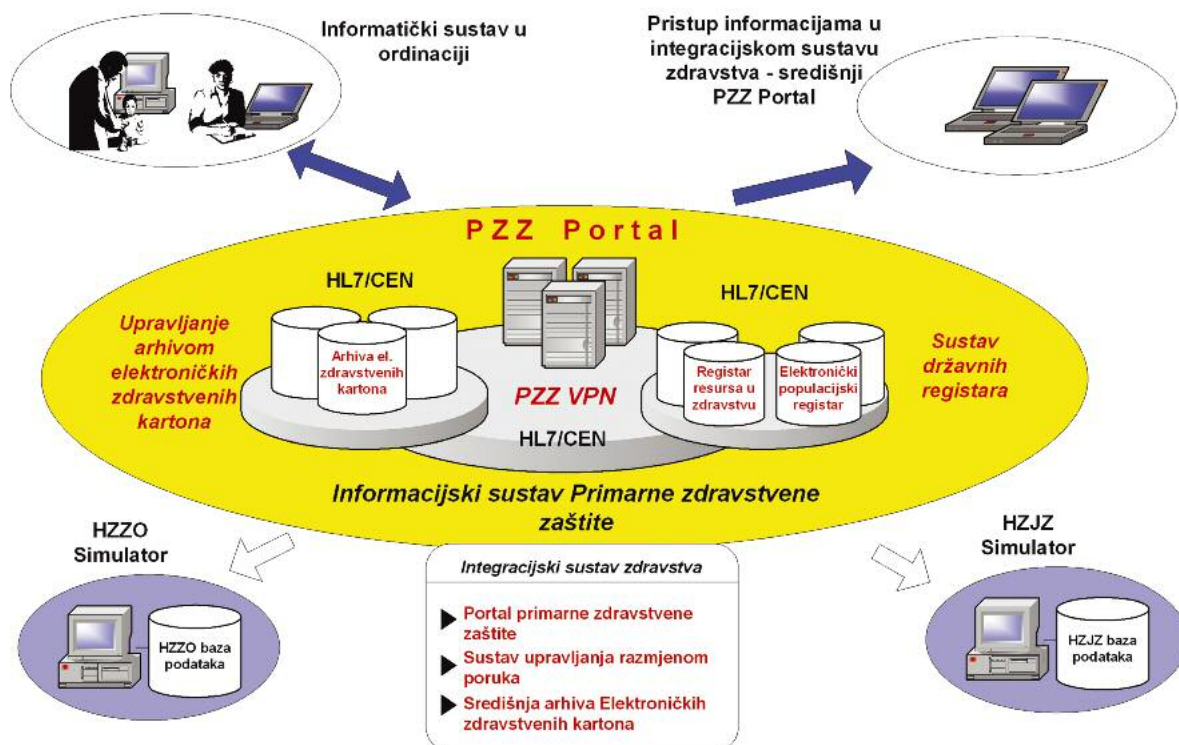 Informatički sustav u
ordinaciji
Pristup informacijama u
integracijskom sustavu
zdravstva - središnji
PZZ Portal
PZZ Portal
HL7/CEN
HL7/CEN
Upravljanje
arhivom
elektroničkih
zdravstvenih
kartona
Arhiva el.
zdravstvenih
kartona
PZZ VPN
HL7/CEN
Registar
resursa u
zdravstvu
Elektronički
populacijski
registar
Sustav
državnih
registara
Informacijski sustav Primarne zdravstvene
zaštite
HZZO
Simulator
HZZO baza
podataka
Integracijski sustav zdravstva
Portal primarne zdravstvene
zaštite
Sustav upravljanja razmjenom
poruka
Središnja arhiva Elektroničkih
zdravstvenih kartona
HZJZ
Simulator
HZJZ baza
podataka